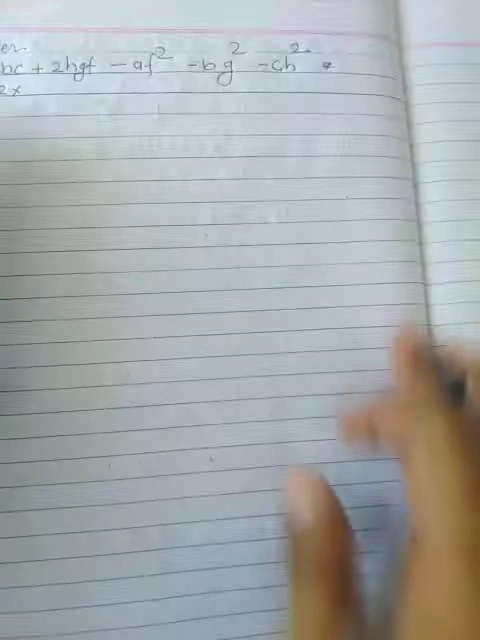 er
bc + 2hgf - af² - bg² - ch²
2x